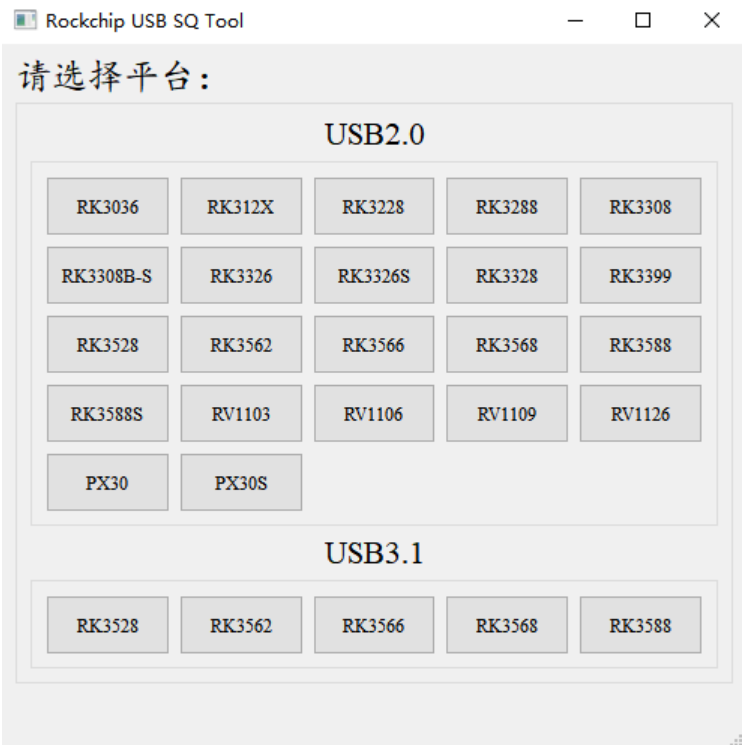 Rockchip USB SQ Tool
请选择平台：
USB2.0
RK3036 RK312X RK3228 RK3288 RK3308
RK3308B-S RK3326 RK3326S RK3328 RK3399
RK3528 RK3562 RK3566 RK3568 RK3588
RK3588S RV1103 RV1106 RV1109 RV1126
PX30 PX30S
USB3.1
RK3528 RK3562 RK3566 RK3568 RK3588